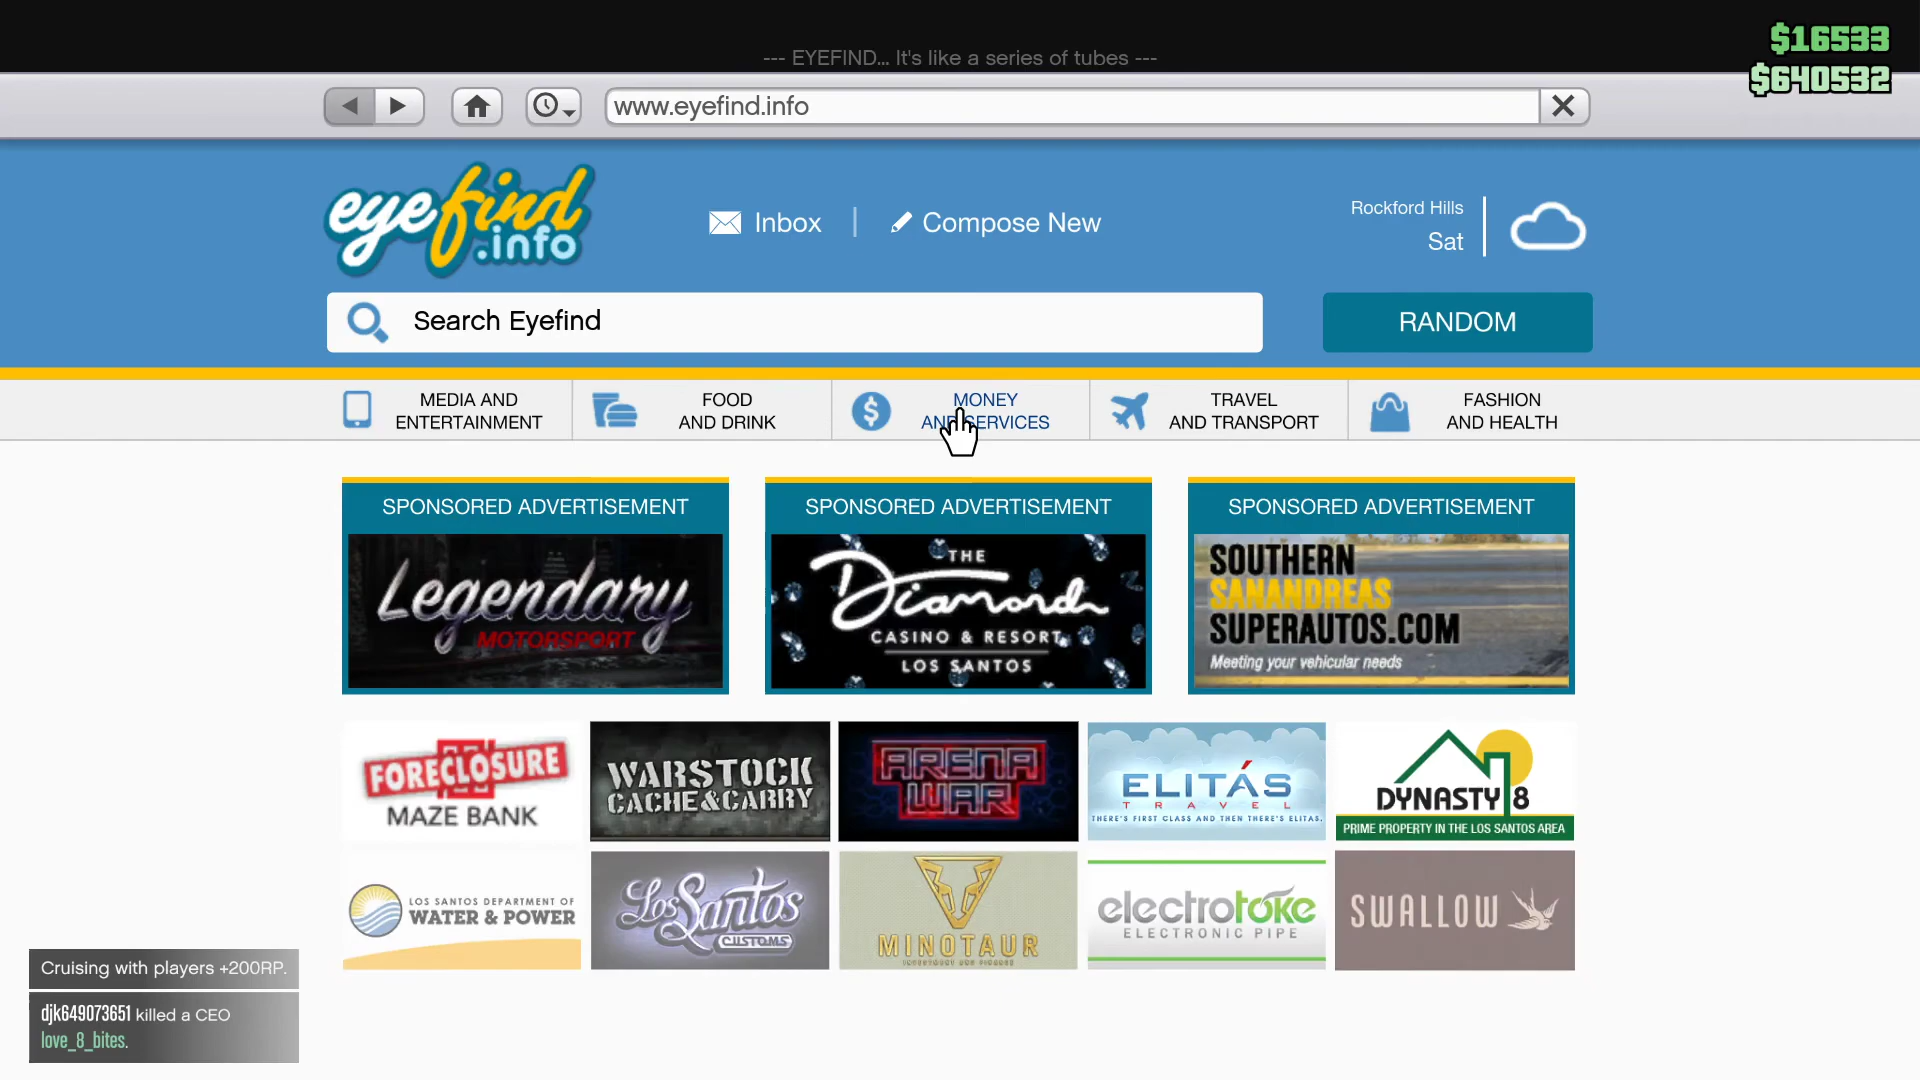 $16533
--- EYEFIND... It's like a series of tubes ---
$640532
www.eyefind.info
eyefind
.info
Inbox
Compose New
Rockford Hills
Sat
Search Eyefind
RANDOM
MEDIA AND
ENTERTAINMENT
FOOD
AND DRINK
MONEY
AND SERVICES
TRAVEL
AND TRANSPORT
FASHION
AND HEALTH
SPONSORED ADVERTISEMENT
Legendary
MOTORSPORT
SPONSORED ADVERTISEMENT
THE
Diamond
CASINO & RESORT
LOS SANTOS
SPONSORED ADVERTISEMENT
SOUTHERN
SANANDREAS
SUPERAUTOS.COM
Meeting your vehicular needs
FORECLOSURE
MAZE BANK
WARSTOCK
CACHE&CARRY
ARENA
WAR
ELITÁS
TRAVEL
THERE'S FIRST CLASS AND THEN THERE'S ELITAS.
DYNASTY 8
PRIME PROPERTY IN THE LOS SANTOS AREA
LOS SANTOS DEPARTMENT OF
WATER & POWER
Los Santos
CUSTOMS
MINOTAUR
INVESTMENT AND FINANCE
electrotoke
ELECTRONIC PIPE
SWALLOW
Cruising with players +200RP.
djk649073651 killed a CEO
love_8_bites.